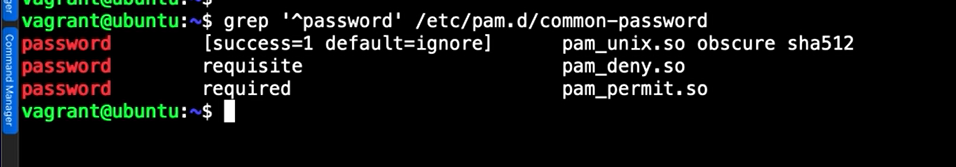 vagrant@ubuntu:~$ grep '^password' /etc/pam.d/common-password
password        [success=1 default=ignore]      pam_unix.so obscure sha512
password        requisite                       pam_deny.so
password        required                        pam_permit.so
vagrant@ubuntu:~$
Command Manager